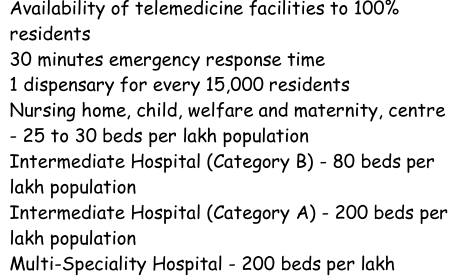 Availability of telemedicine facilities to 100%
residents
30 minutes emergency response time
1 dispensary for every 15,000 residents
Nursing home, child, welfare and maternity, centre
- 25 to 30 beds per lakh population
Intermediate Hospital (Category B) - 80 beds per
lakh population
Intermediate Hospital (Category A) - 200 beds per
lakh population
Multi-Speciality Hospital - 200 beds per lakh